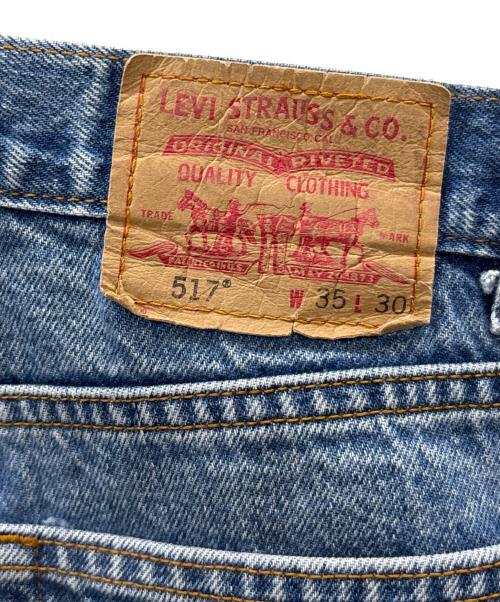 LEVI STRAUSS & CO.
SAN FRANCISCO, CAL.
ORIGINAL RIVETED
QUALITY CLOTHING
TRADE MARK
517® W 35 L 30